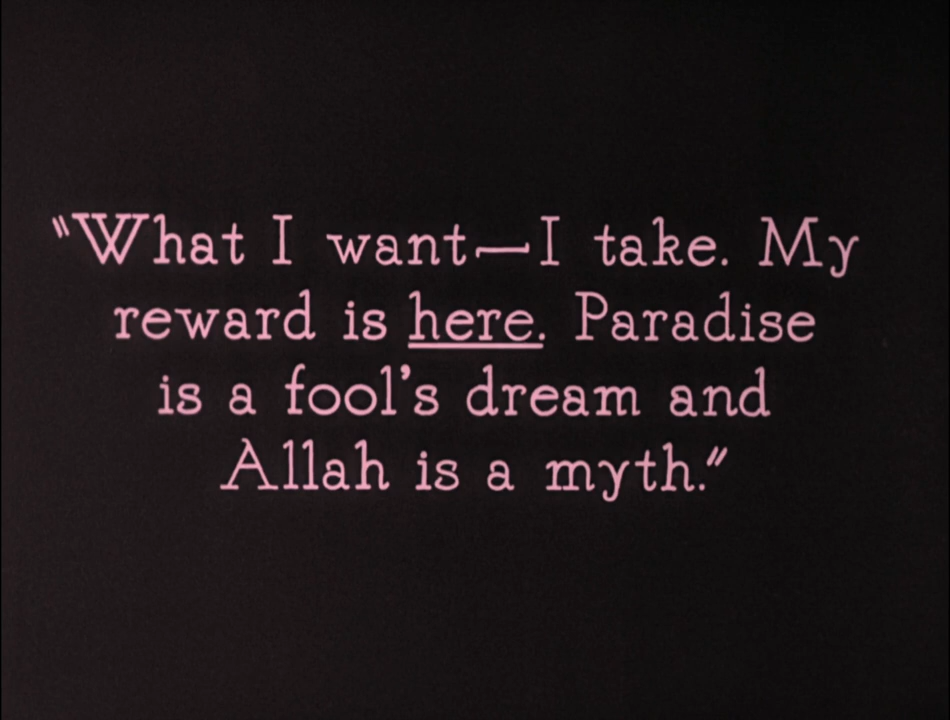 "What I want—I take. My
reward is here. Paradise
is a fool's dream and
Allah is a myth."